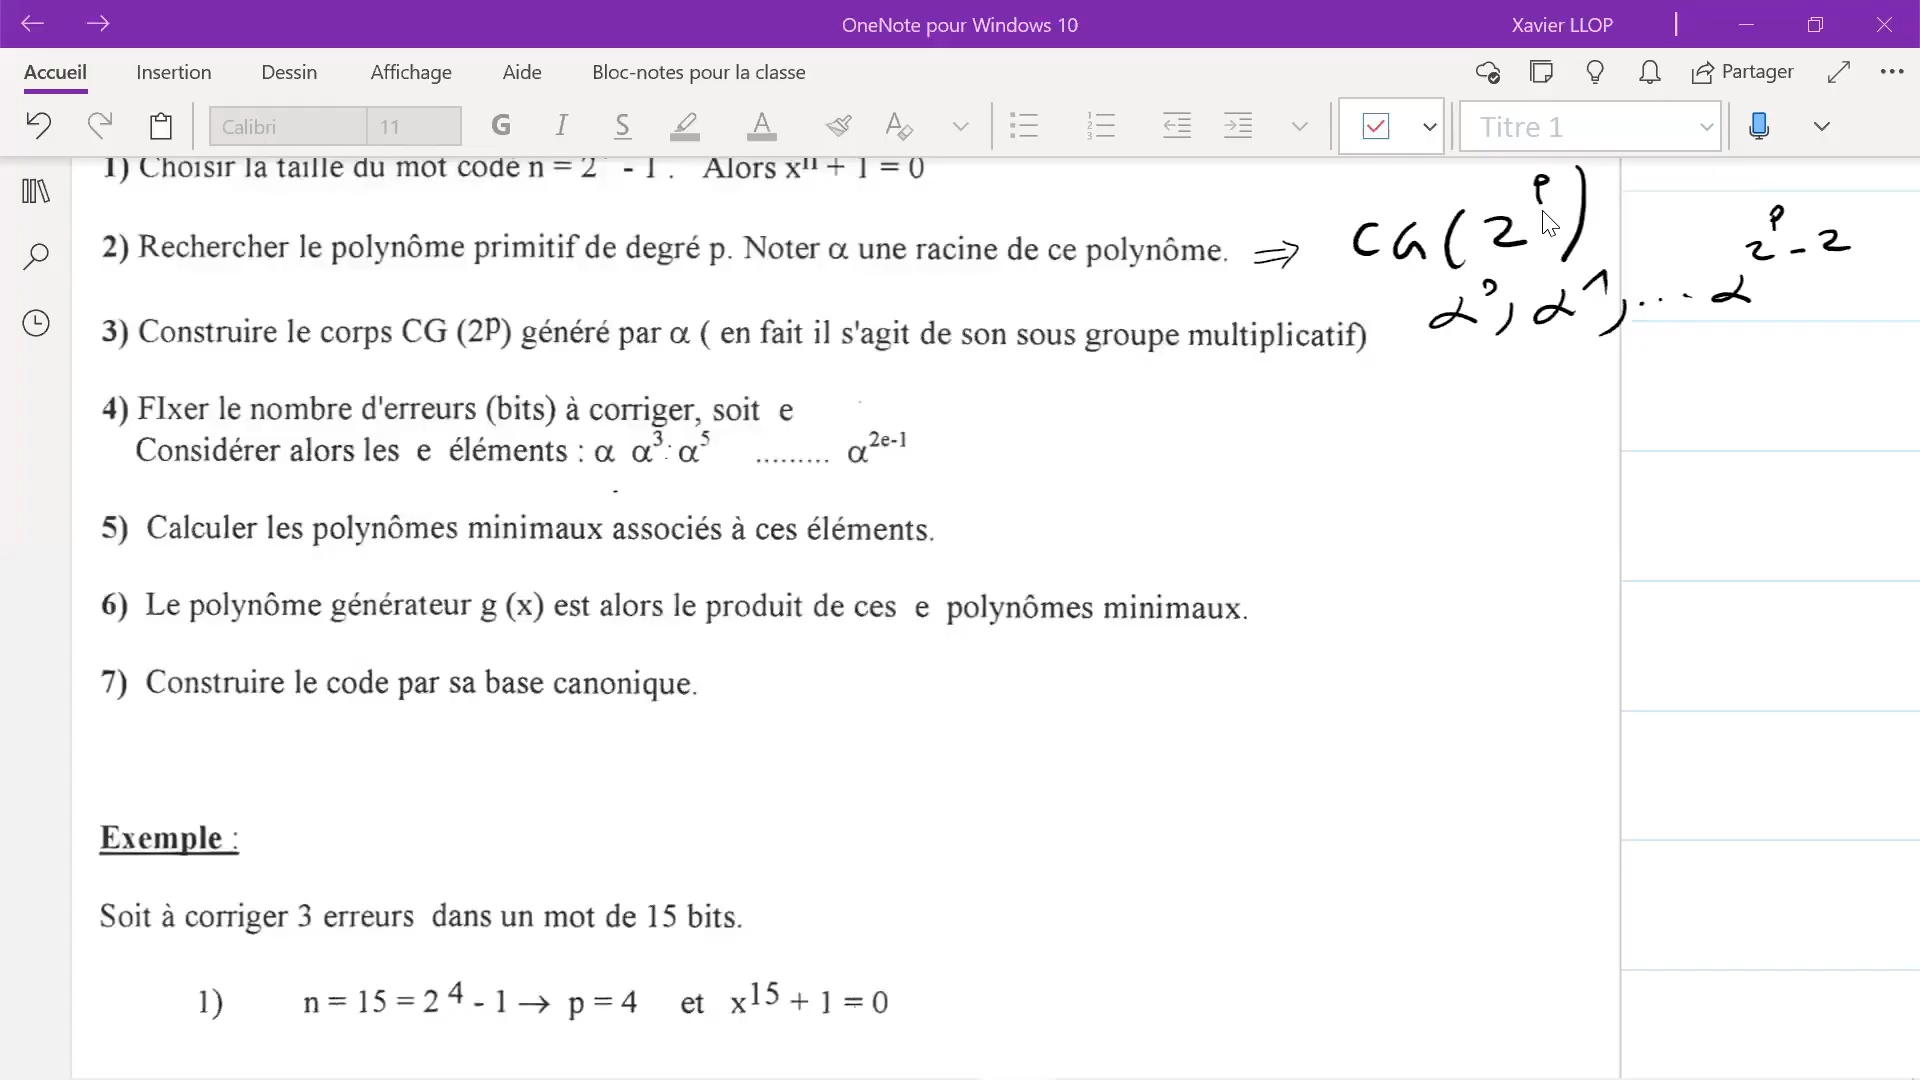 OneNote pour Windows 10
Xavier LLOP
Accueil Insertion Dessin Affichage Aide Bloc-notes pour la classe
Partager
Calibri 11 G I S A A Titre 1
1) Choisir la taille du mot code n = 2 - 1 . Alors xⁿ + 1 = 0
2) Rechercher le polynôme primitif de degré p. Noter α une racine de ce polynôme. ⇒ CG(2^p)
α⁰, α¹, .... α^(2^p - 2)
3) Construire le corps CG (2^p) généré par α ( en fait il s'agit de son sous groupe multiplicatif)
4) FIxer le nombre d'erreurs (bits) à corriger, soit e
Considérer alors les e éléments : α α³ α⁵ ......... α^(2e-1)
5) Calculer les polynômes minimaux associés à ces éléments.
6) Le polynôme générateur g (x) est alors le produit de ces e polynômes minimaux.
7) Construire le code par sa base canonique.
Exemple :
Soit à corriger 3 erreurs dans un mot de 15 bits.
1) n = 15 = 2⁴ - 1 → p = 4 et x¹⁵ + 1 = 0